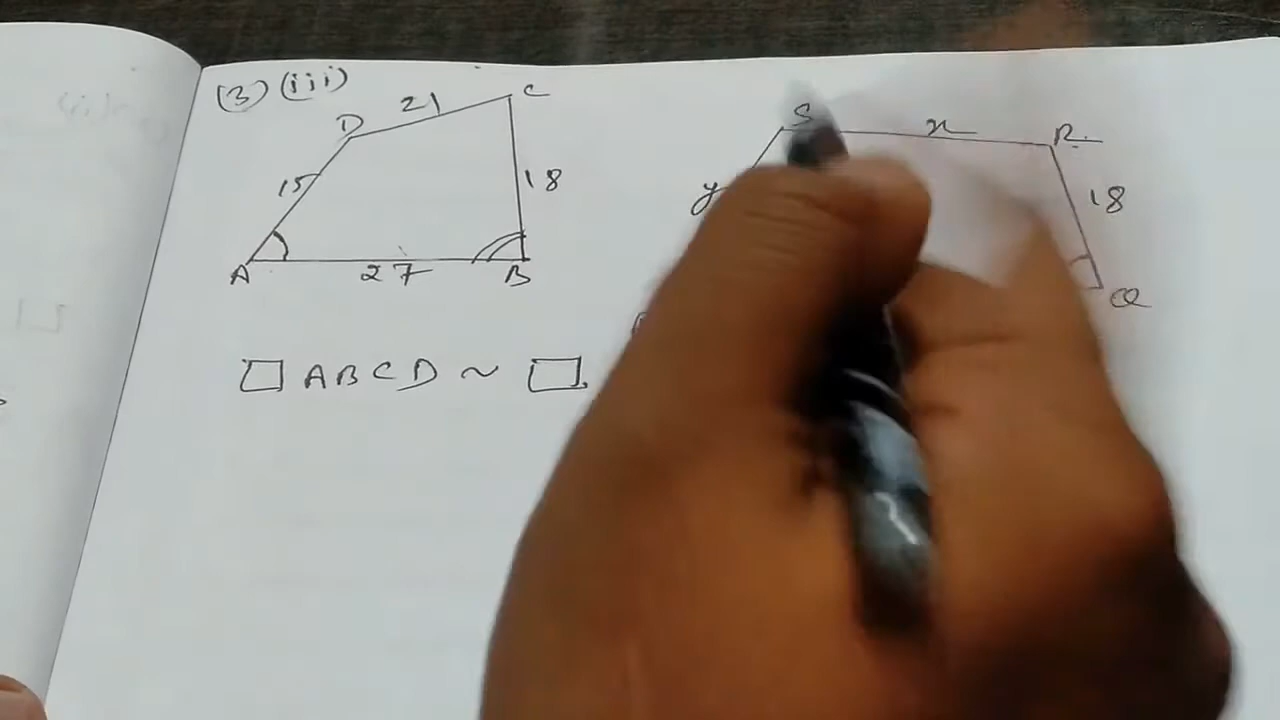 (3) (iii)
D 21 C
15 18
A 27 B
S x R
y 18
Q
□ ABCD ~ □